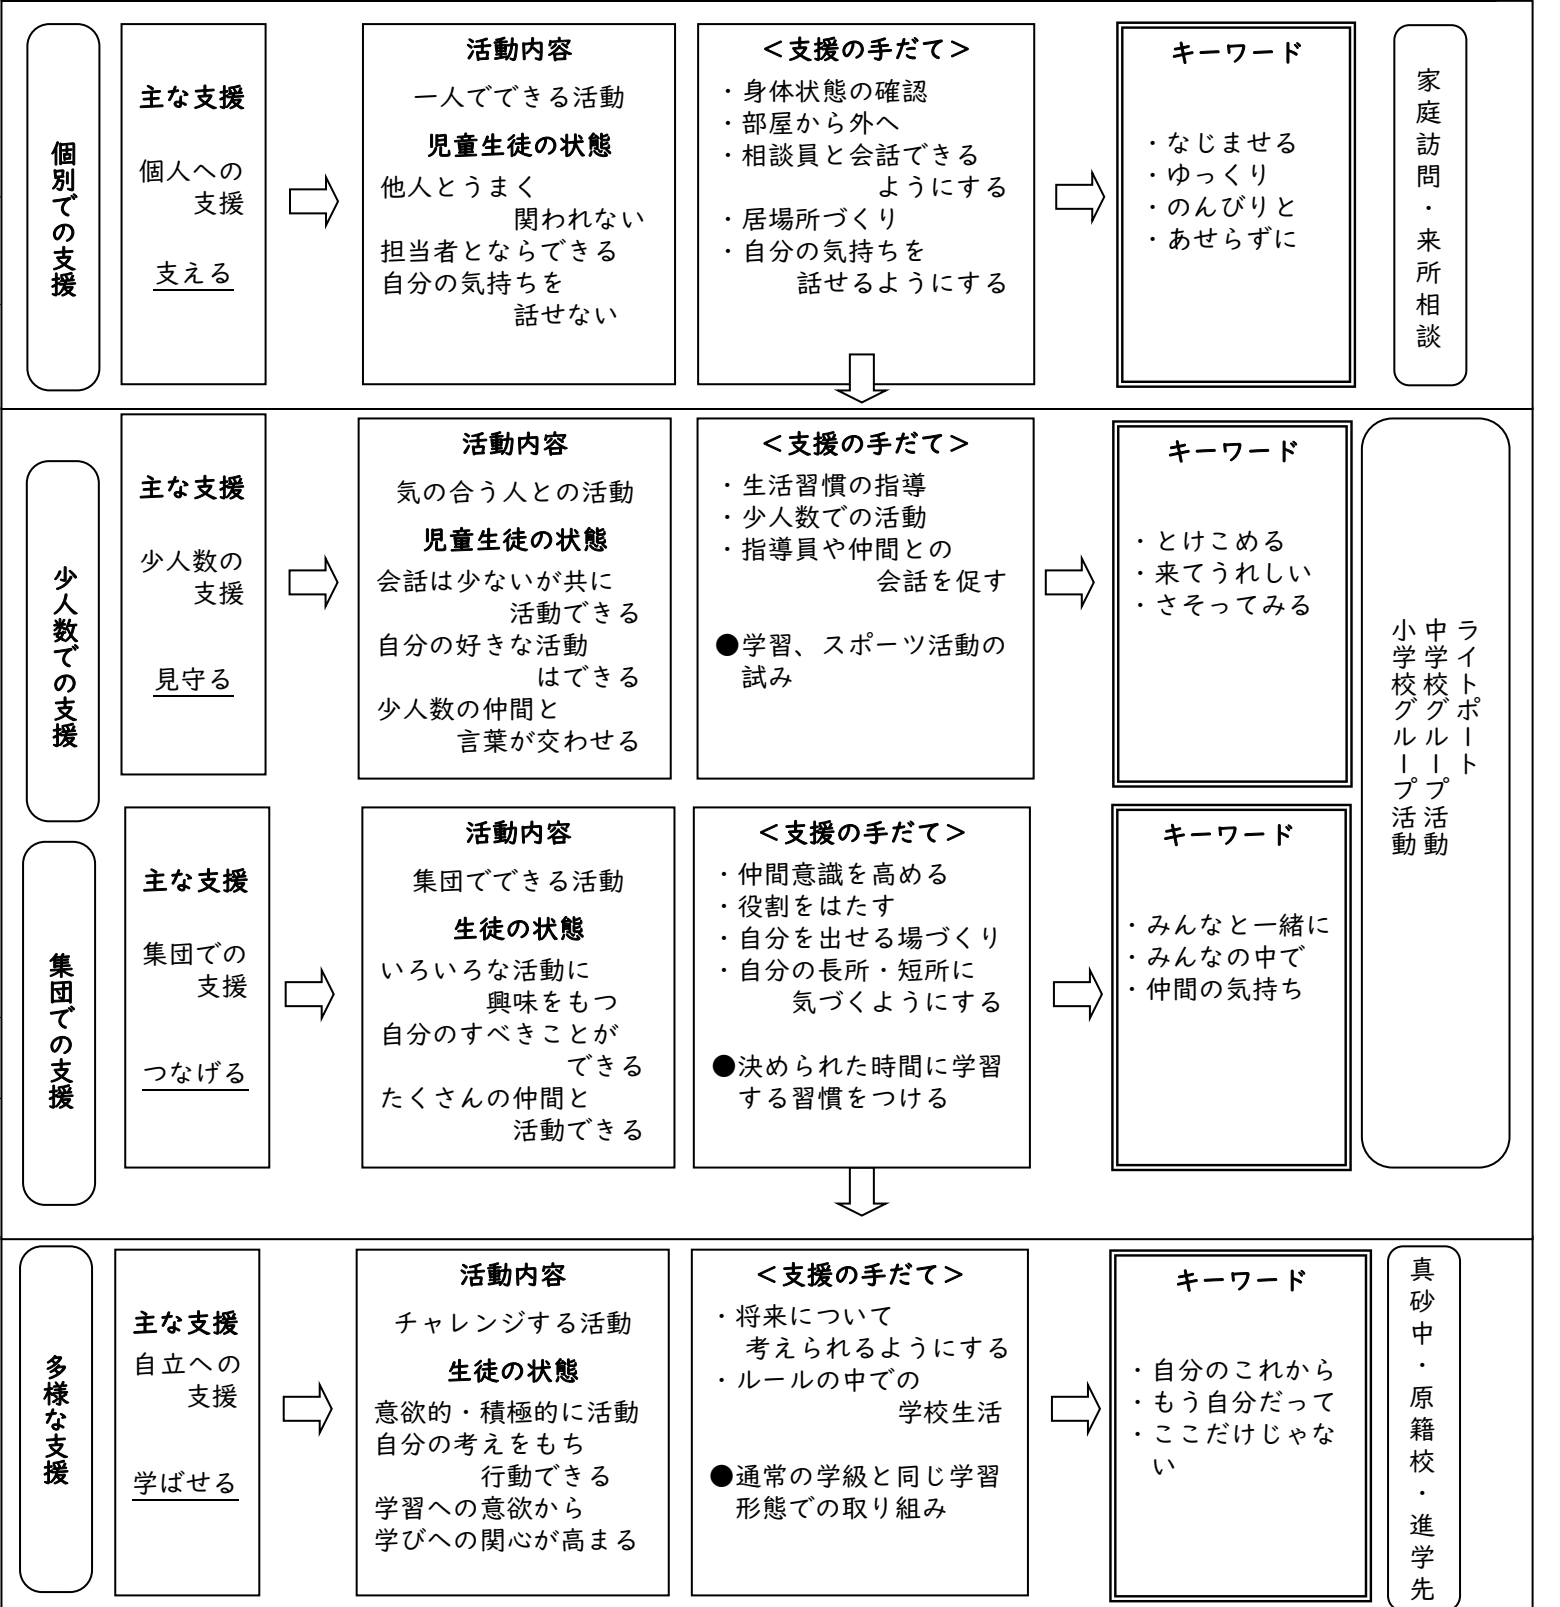 個別での支援
主な支援
個人への
支援
支える
活動内容
一人でできる活動
児童生徒の状態
他人とうまく
関われない
担当者とならできる
自分の気持ちを
話せない
＜支援の手だて＞
・身体状態の確認
・部屋から外へ
・相談員と会話できる
ようにする
・居場所づくり
・自分の気持ちを
話せるようにする
キーワード
・なじませる
・ゆっくり
・のんびりと
・あせらずに
家庭訪問・来所相談
少人数での支援
主な支援
少人数の
支援
見守る
活動内容
気の合う人との活動
児童生徒の状態
会話は少ないが共に
活動できる
自分の好きな活動
はできる
少人数の仲間と
言葉が交わせる
＜支援の手だて＞
・生活習慣の指導
・少人数での活動
・指導員や仲間との
会話を促す
●学習、スポーツ活動の
試み
キーワード
・とけこめる
・来てうれしい
・さそってみる
ライトポート
中学校グループ活動
小学校グループ活動
集団での支援
主な支援
集団での
支援
つなげる
活動内容
集団でできる活動
生徒の状態
いろいろな活動に
興味をもつ
自分のすべきことが
できる
たくさんの仲間と
活動できる
＜支援の手だて＞
・仲間意識を高める
・役割をはたす
・自分を出せる場づくり
・自分の長所・短所に
気づくようにする
●決められた時間に学習
する習慣をつける
キーワード
・みんなと一緒に
・みんなの中で
・仲間の気持ち
多様な支援
主な支援
自立への
支援
学ばせる
活動内容
チャレンジする活動
生徒の状態
意欲的・積極的に活動
自分の考えをもち
行動できる
学習への意欲から
学びへの関心が高まる
＜支援の手だて＞
・将来について
考えられるようにする
・ルールの中での
学校生活
●通常の学級と同じ学習
形態での取り組み
キーワード
・自分のこれから
・もう自分だって
・ここだけじゃな
い
真砂中・原籍校・進学先